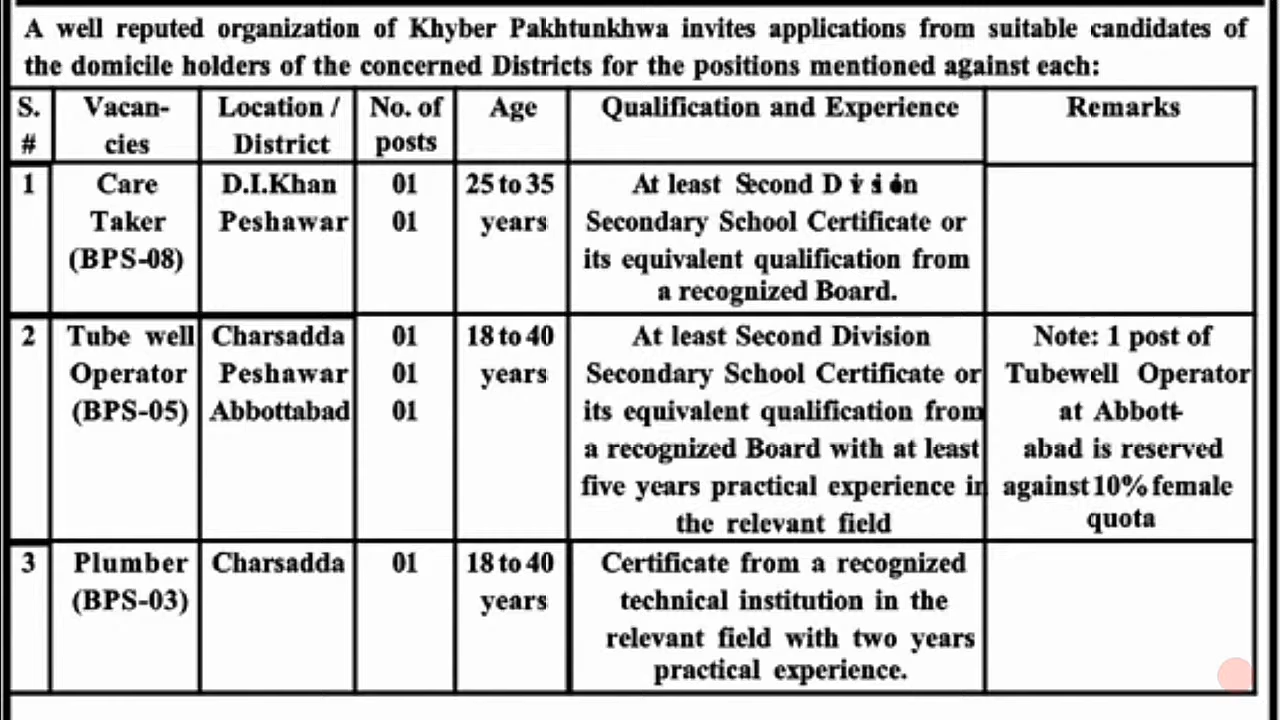 A well reputed organization of Khyber Pakhtunkhwa invites applications from suitable candidates of
the domicile holders of the concerned Districts for the positions mentioned against each:
S. # Vacan-cies Location / District No. of posts Age Qualification and Experience Remarks
1 Care Taker (BPS-08)
D.I.Khan 01
Peshawar 01
25 to 35 years
At least Second Division
Secondary School Certificate or
its equivalent qualification from
a recognized Board.
2 Tube well Operator (BPS-05)
Charsadda 01
Peshawar 01
Abbottabad 01
18 to 40 years
At least Second Division
Secondary School Certificate or
its equivalent qualification from
a recognized Board with at least
five years practical experience in
the relevant field
Note: 1 post of
Tubewell Operator
at Abbott-
abad is reserved
against 10% female
quota
3 Plumber (BPS-03)
Charsadda 01
18 to 40 years
Certificate from a recognized
technical institution in the
relevant field with two years
practical experience.